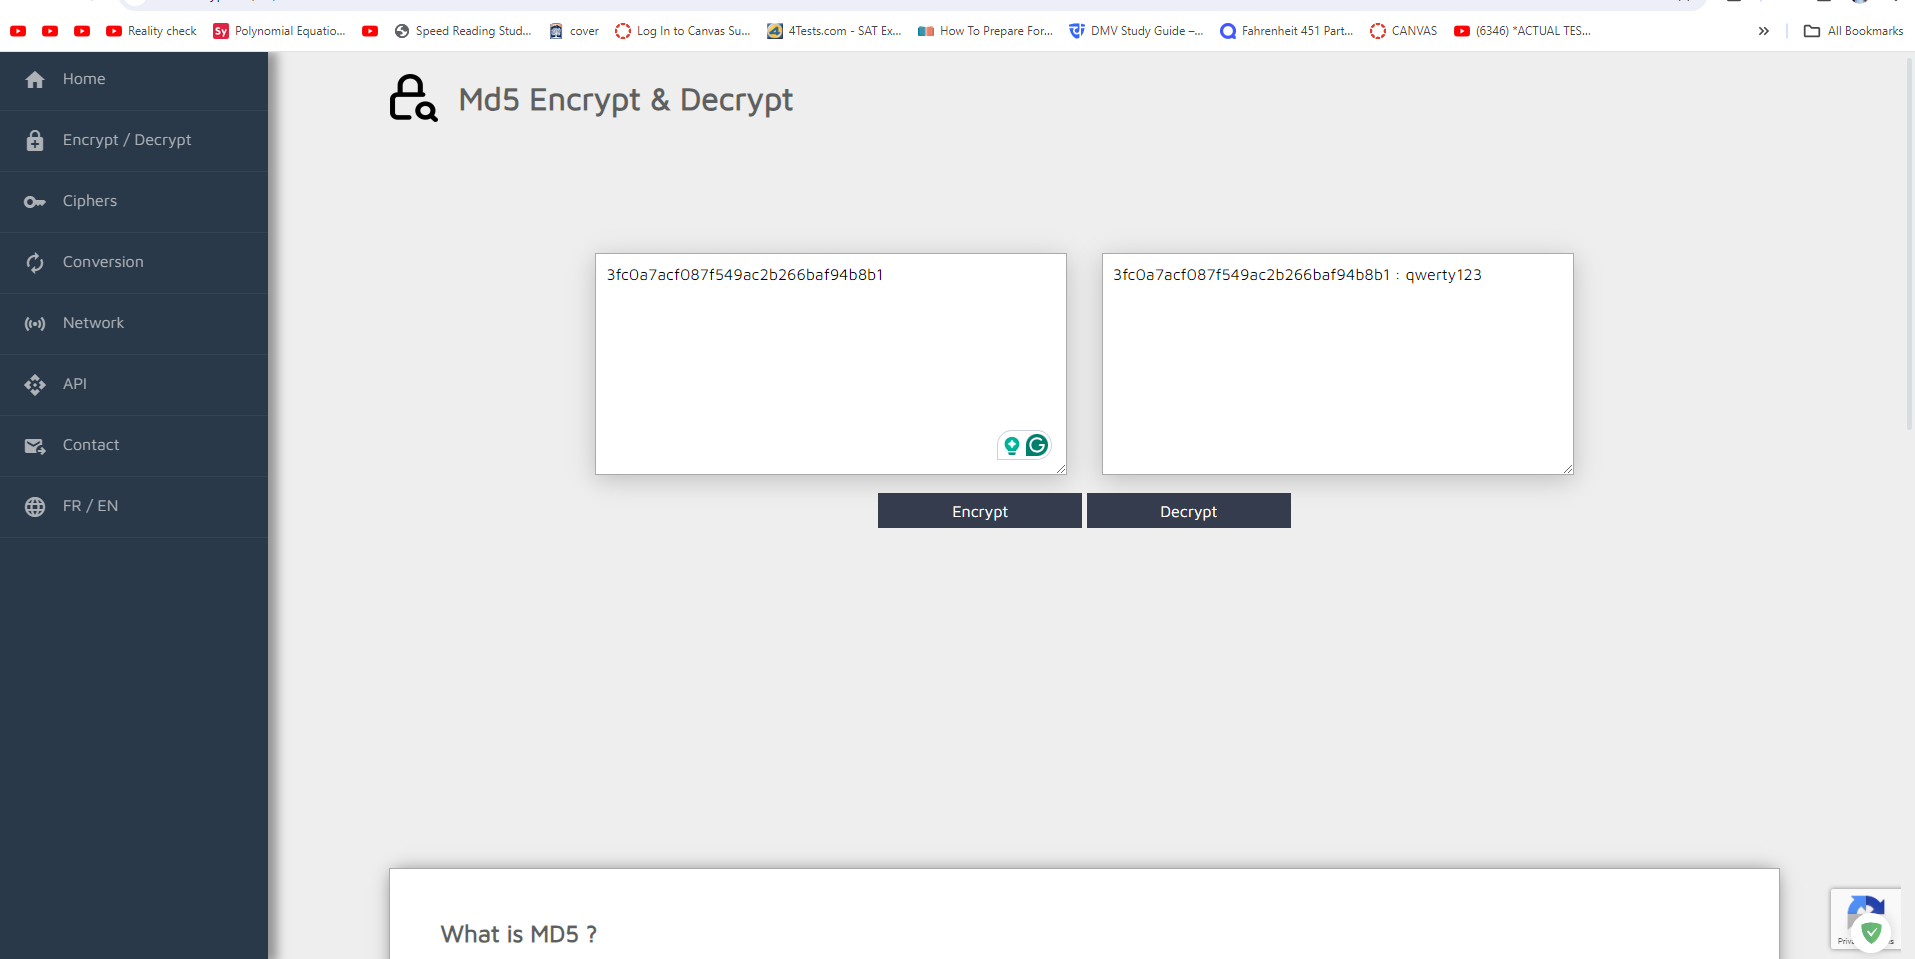 Reality check
Sy Polynomial Equatio...
Speed Reading Stud...
cover
Log In to Canvas Su...
4 4Tests.com - SAT Ex...
How To Prepare For...
DMV Study Guide –...
Fahrenheit 451 Part...
CANVAS
(6346) *ACTUAL TES...
»
All Bookmarks
Home
Encrypt / Decrypt
Ciphers
Conversion
Network
API
Contact
FR / EN
Md5 Encrypt & Decrypt
3fc0a7acf087f549ac2b266baf94b8b1
3fc0a7acf087f549ac2b266baf94b8b1 : qwerty123
Encrypt
Decrypt
What is MD5 ?